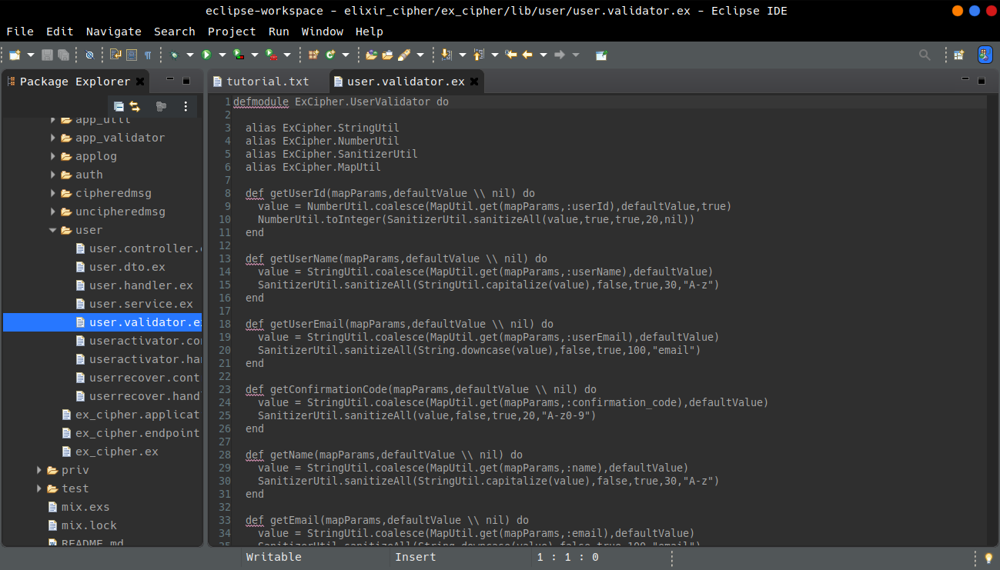 eclipse-workspace - elixir_cipher/ex_cipher/lib/user/user.validator.ex - Eclipse IDE
File Edit Navigate Search Project Run Window Help
Package Explorer
app_util
app_validator
applog
auth
cipheredmsg
uncipheredmsg
user
user.controller.
user.dto.ex
user.handler.ex
user.service.ex
user.validator.e
useractivator.co
useractivator.ha
userrecover.cont
userrecover.hand
ex_cipher.applicat
ex_cipher.endpoint
ex_cipher.ex
priv
test
mix.exs
mix.lock
README.md
tutorial.txt user.validator.ex
1 defmodule ExCipher.UserValidator do
2
3 alias ExCipher.StringUtil
4 alias ExCipher.NumberUtil
5 alias ExCipher.SanitizerUtil
6 alias ExCipher.MapUtil
7
8 def getUserId(mapParams,defaultValue \\ nil) do
9 value = NumberUtil.coalesce(MapUtil.get(mapParams,:userId),defaultValue,true)
10 NumberUtil.toInteger(SanitizerUtil.sanitizeAll(value,true,true,20,nil))
11 end
12
13 def getUserName(mapParams,defaultValue \\ nil) do
14 value = StringUtil.coalesce(MapUtil.get(mapParams,:userName),defaultValue)
15 SanitizerUtil.sanitizeAll(StringUtil.capitalize(value),false,true,30,"A-z")
16 end
17
18 def getUserEmail(mapParams,defaultValue \\ nil) do
19 value = StringUtil.coalesce(MapUtil.get(mapParams,:userEmail),defaultValue)
20 SanitizerUtil.sanitizeAll(String.downcase(value),false,true,100,"email")
21 end
22
23 def getConfirmationCode(mapParams,defaultValue \\ nil) do
24 value = StringUtil.coalesce(MapUtil.get(mapParams,:confirmation_code),defaultValue)
25 SanitizerUtil.sanitizeAll(value,false,true,20,"A-z0-9")
26 end
27
28 def getName(mapParams,defaultValue \\ nil) do
29 value = StringUtil.coalesce(MapUtil.get(mapParams,:name),defaultValue)
30 SanitizerUtil.sanitizeAll(StringUtil.capitalize(value),false,true,30,"A-z")
31 end
32
33 def getEmail(mapParams,defaultValue \\ nil) do
34 value = StringUtil.coalesce(MapUtil.get(mapParams,:email),defaultValue)
35 SanitizerUtil.sanitizeAll(String.downcase(value),false,true,100,"email")
Writable Insert 1 : 1 : 0